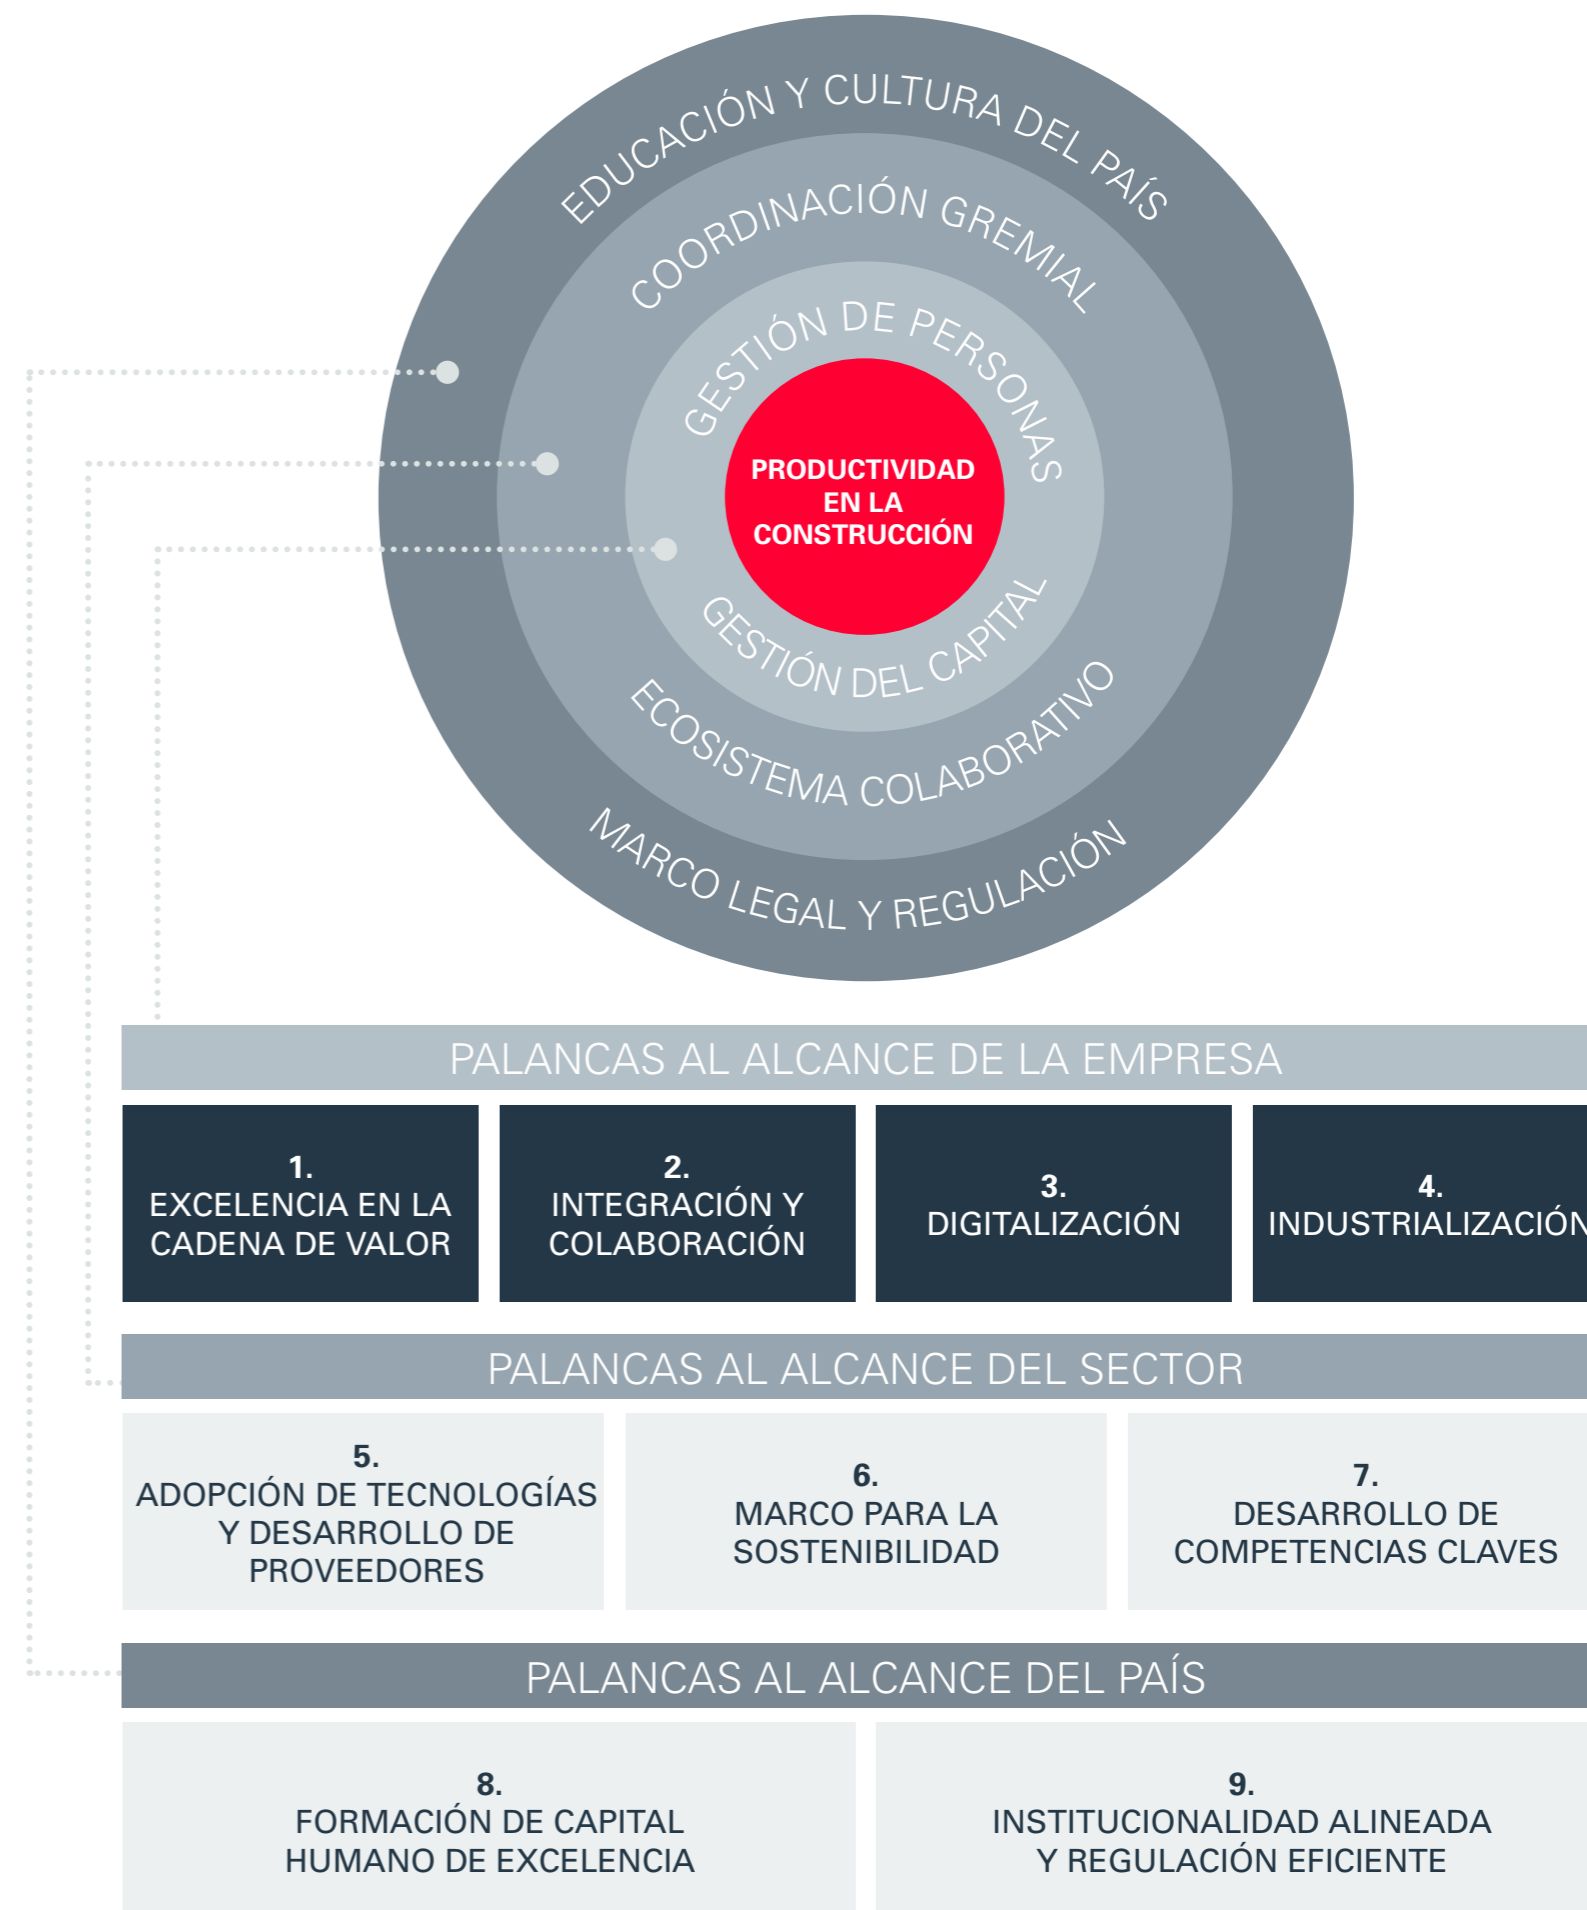 EDUCACIÓN Y CULTURA DEL PAÍS
COORDINACIÓN GREMIAL
GESTIÓN DE PERSONAS
PRODUCTIVIDAD
EN LA
CONSTRUCCIÓN
GESTIÓN DEL CAPITAL
ECOSISTEMA COLABORATIVO
MARCO LEGAL Y REGULACIÓN
PALANCAS AL ALCANCE DE LA EMPRESA
1.
EXCELENCIA EN LA
CADENA DE VALOR
2.
INTEGRACIÓN Y
COLABORACIÓN
3.
DIGITALIZACIÓN
4.
INDUSTRIALIZACIÓN
PALANCAS AL ALCANCE DEL SECTOR
5.
ADOPCIÓN DE TECNOLOGÍAS
Y DESARROLLO DE
PROVEEDORES
6.
MARCO PARA LA
SOSTENIBILIDAD
7.
DESARROLLO DE
COMPETENCIAS CLAVES
PALANCAS AL ALCANCE DEL PAÍS
8.
FORMACIÓN DE CAPITAL
HUMANO DE EXCELENCIA
9.
INSTITUCIONALIDAD ALINEADA
Y REGULACIÓN EFICIENTE